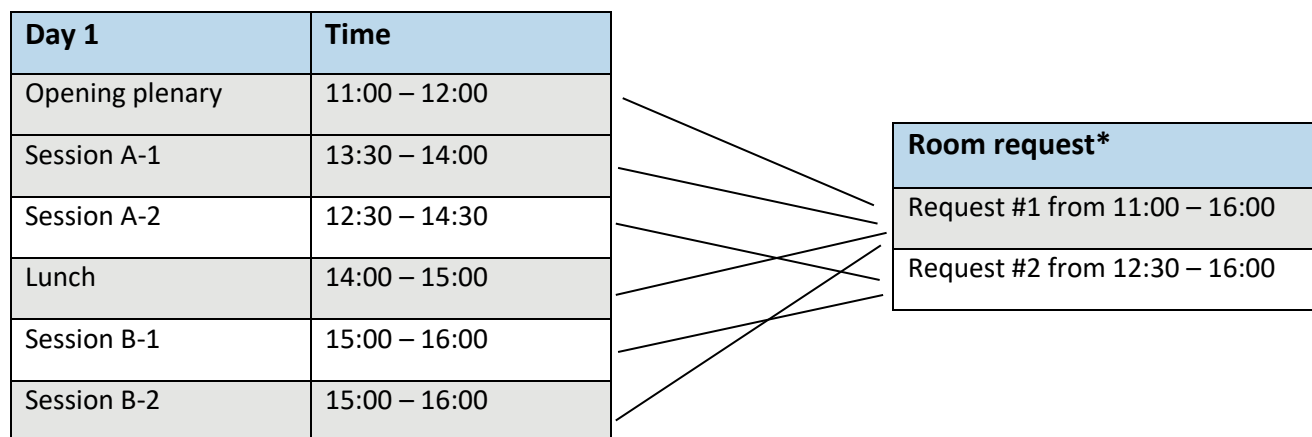 Day 1 Time
Opening plenary 11:00 – 12:00
Session A-1 13:30 – 14:00
Session A-2 12:30 – 14:30
Lunch 14:00 – 15:00
Session B-1 15:00 – 16:00
Session B-2 15:00 – 16:00
Room request*
Request #1 from 11:00 – 16:00
Request #2 from 12:30 – 16:00